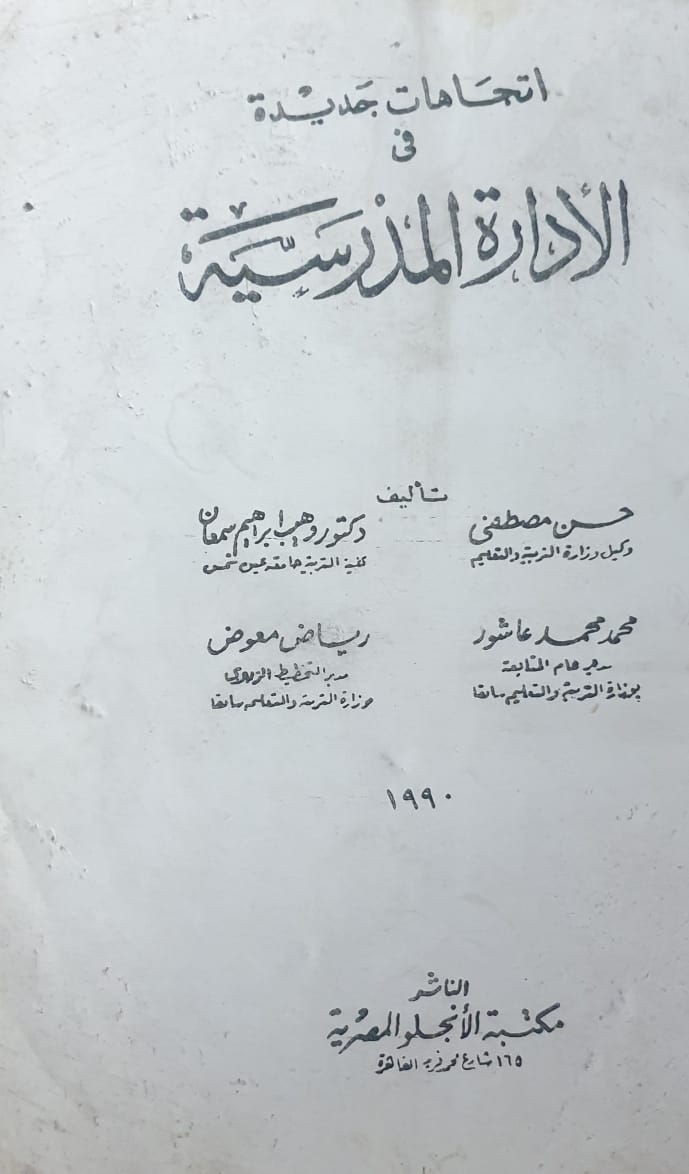 اتجاهات جديدة
فى
الإدارة المدرسية
تأليف
حسن مصطفى
وكيل وزارة التربية والتعليم
دكتور وهيب إبراهيم سمعان
كلية التربية جامعة عين شمس
محمد محمد عاشور
مدير عام المتابعة
بوزارة التربية والتعليم سابقا
رياض معوض
مدير التخطيط التربوى
وزارة التربية والتعليم سابقا
١٩٩٠
الناشر
مكتبة الأنجلو المصرية
١٦٥ شارع محمد فريد القاهرة